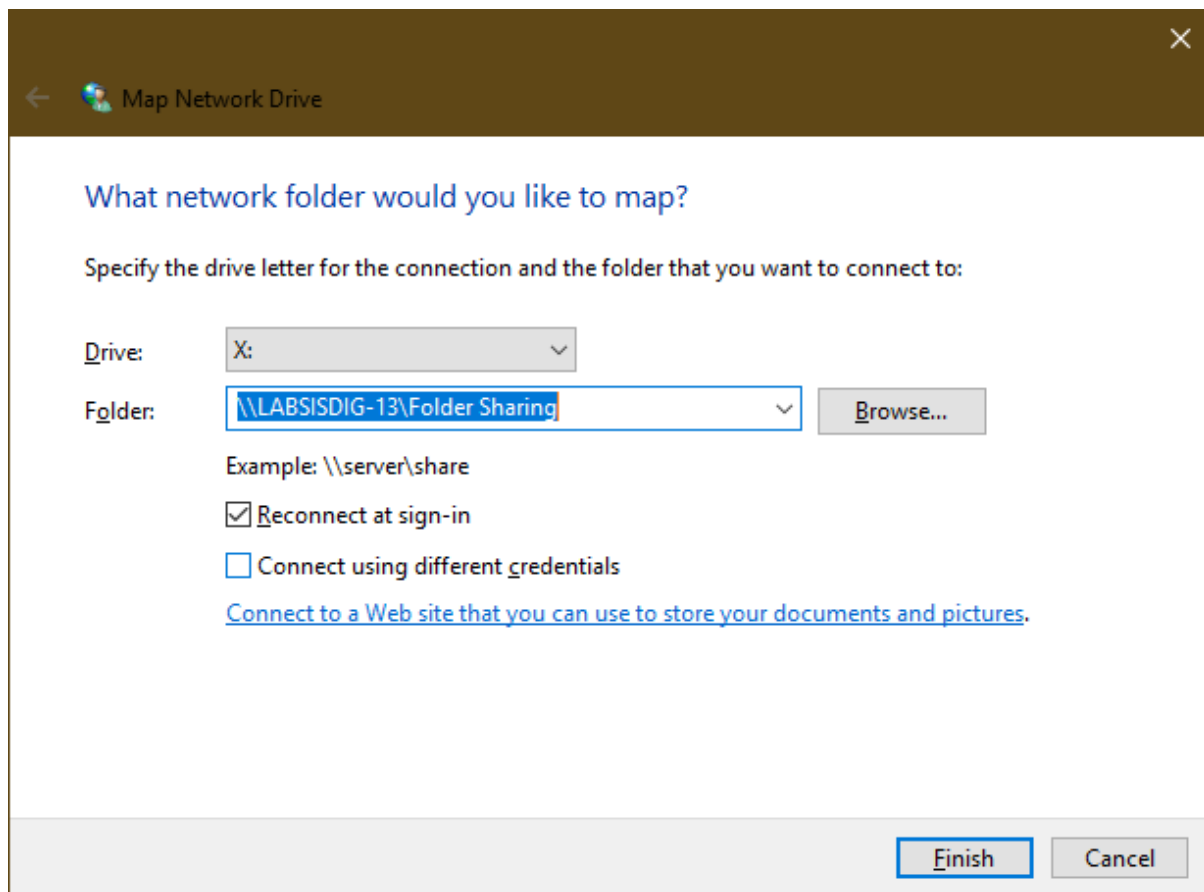 Map Network Drive
What network folder would you like to map?
Specify the drive letter for the connection and the folder that you want to connect to:
Drive: X:
Folder: \\LABSISDIG-13\Folder Sharing Browse...
Example: \\server\share
Reconnect at sign-in
Connect using different credentials
Connect to a Web site that you can use to store your documents and pictures.
Finish Cancel